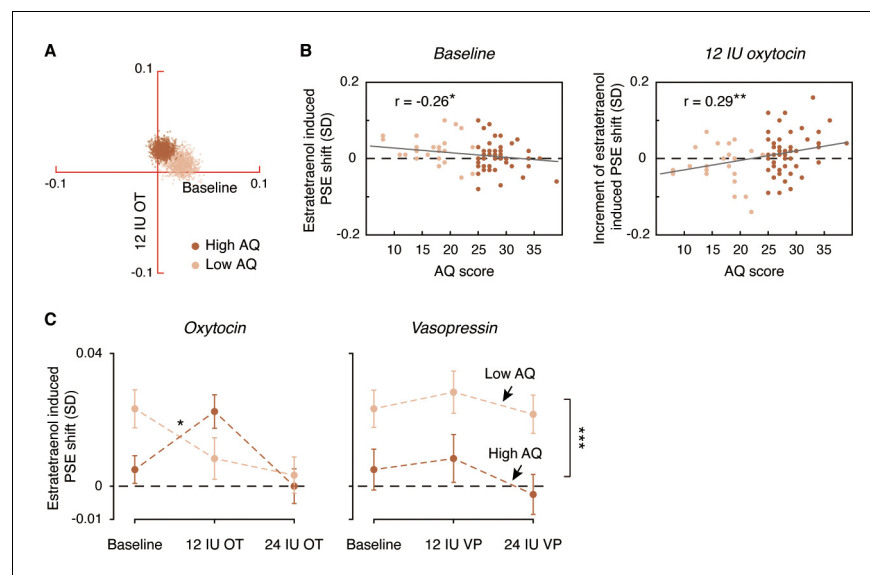 A
0.1
-0.1
Baseline
0.1
12 IU OT
-0.1
High AQ
Low AQ
B
Baseline
12 IU oxytocin
Estratetraenol induced
PSE shift (SD)
0.2
0
-0.2
r = -0.26*
10 15 20 25 30 35
AQ score
Increment of estratetraenol
induced PSE shift (SD)
0.2
0
-0.2
r = 0.29**
10 15 20 25 30 35
AQ score
C
Oxytocin
Vasopressin
Estratetraenol induced
PSE shift (SD)
0.04
0
-0.01
*
Baseline 12 IU OT 24 IU OT
Low AQ
High AQ
***
Baseline 12 IU VP 24 IU VP